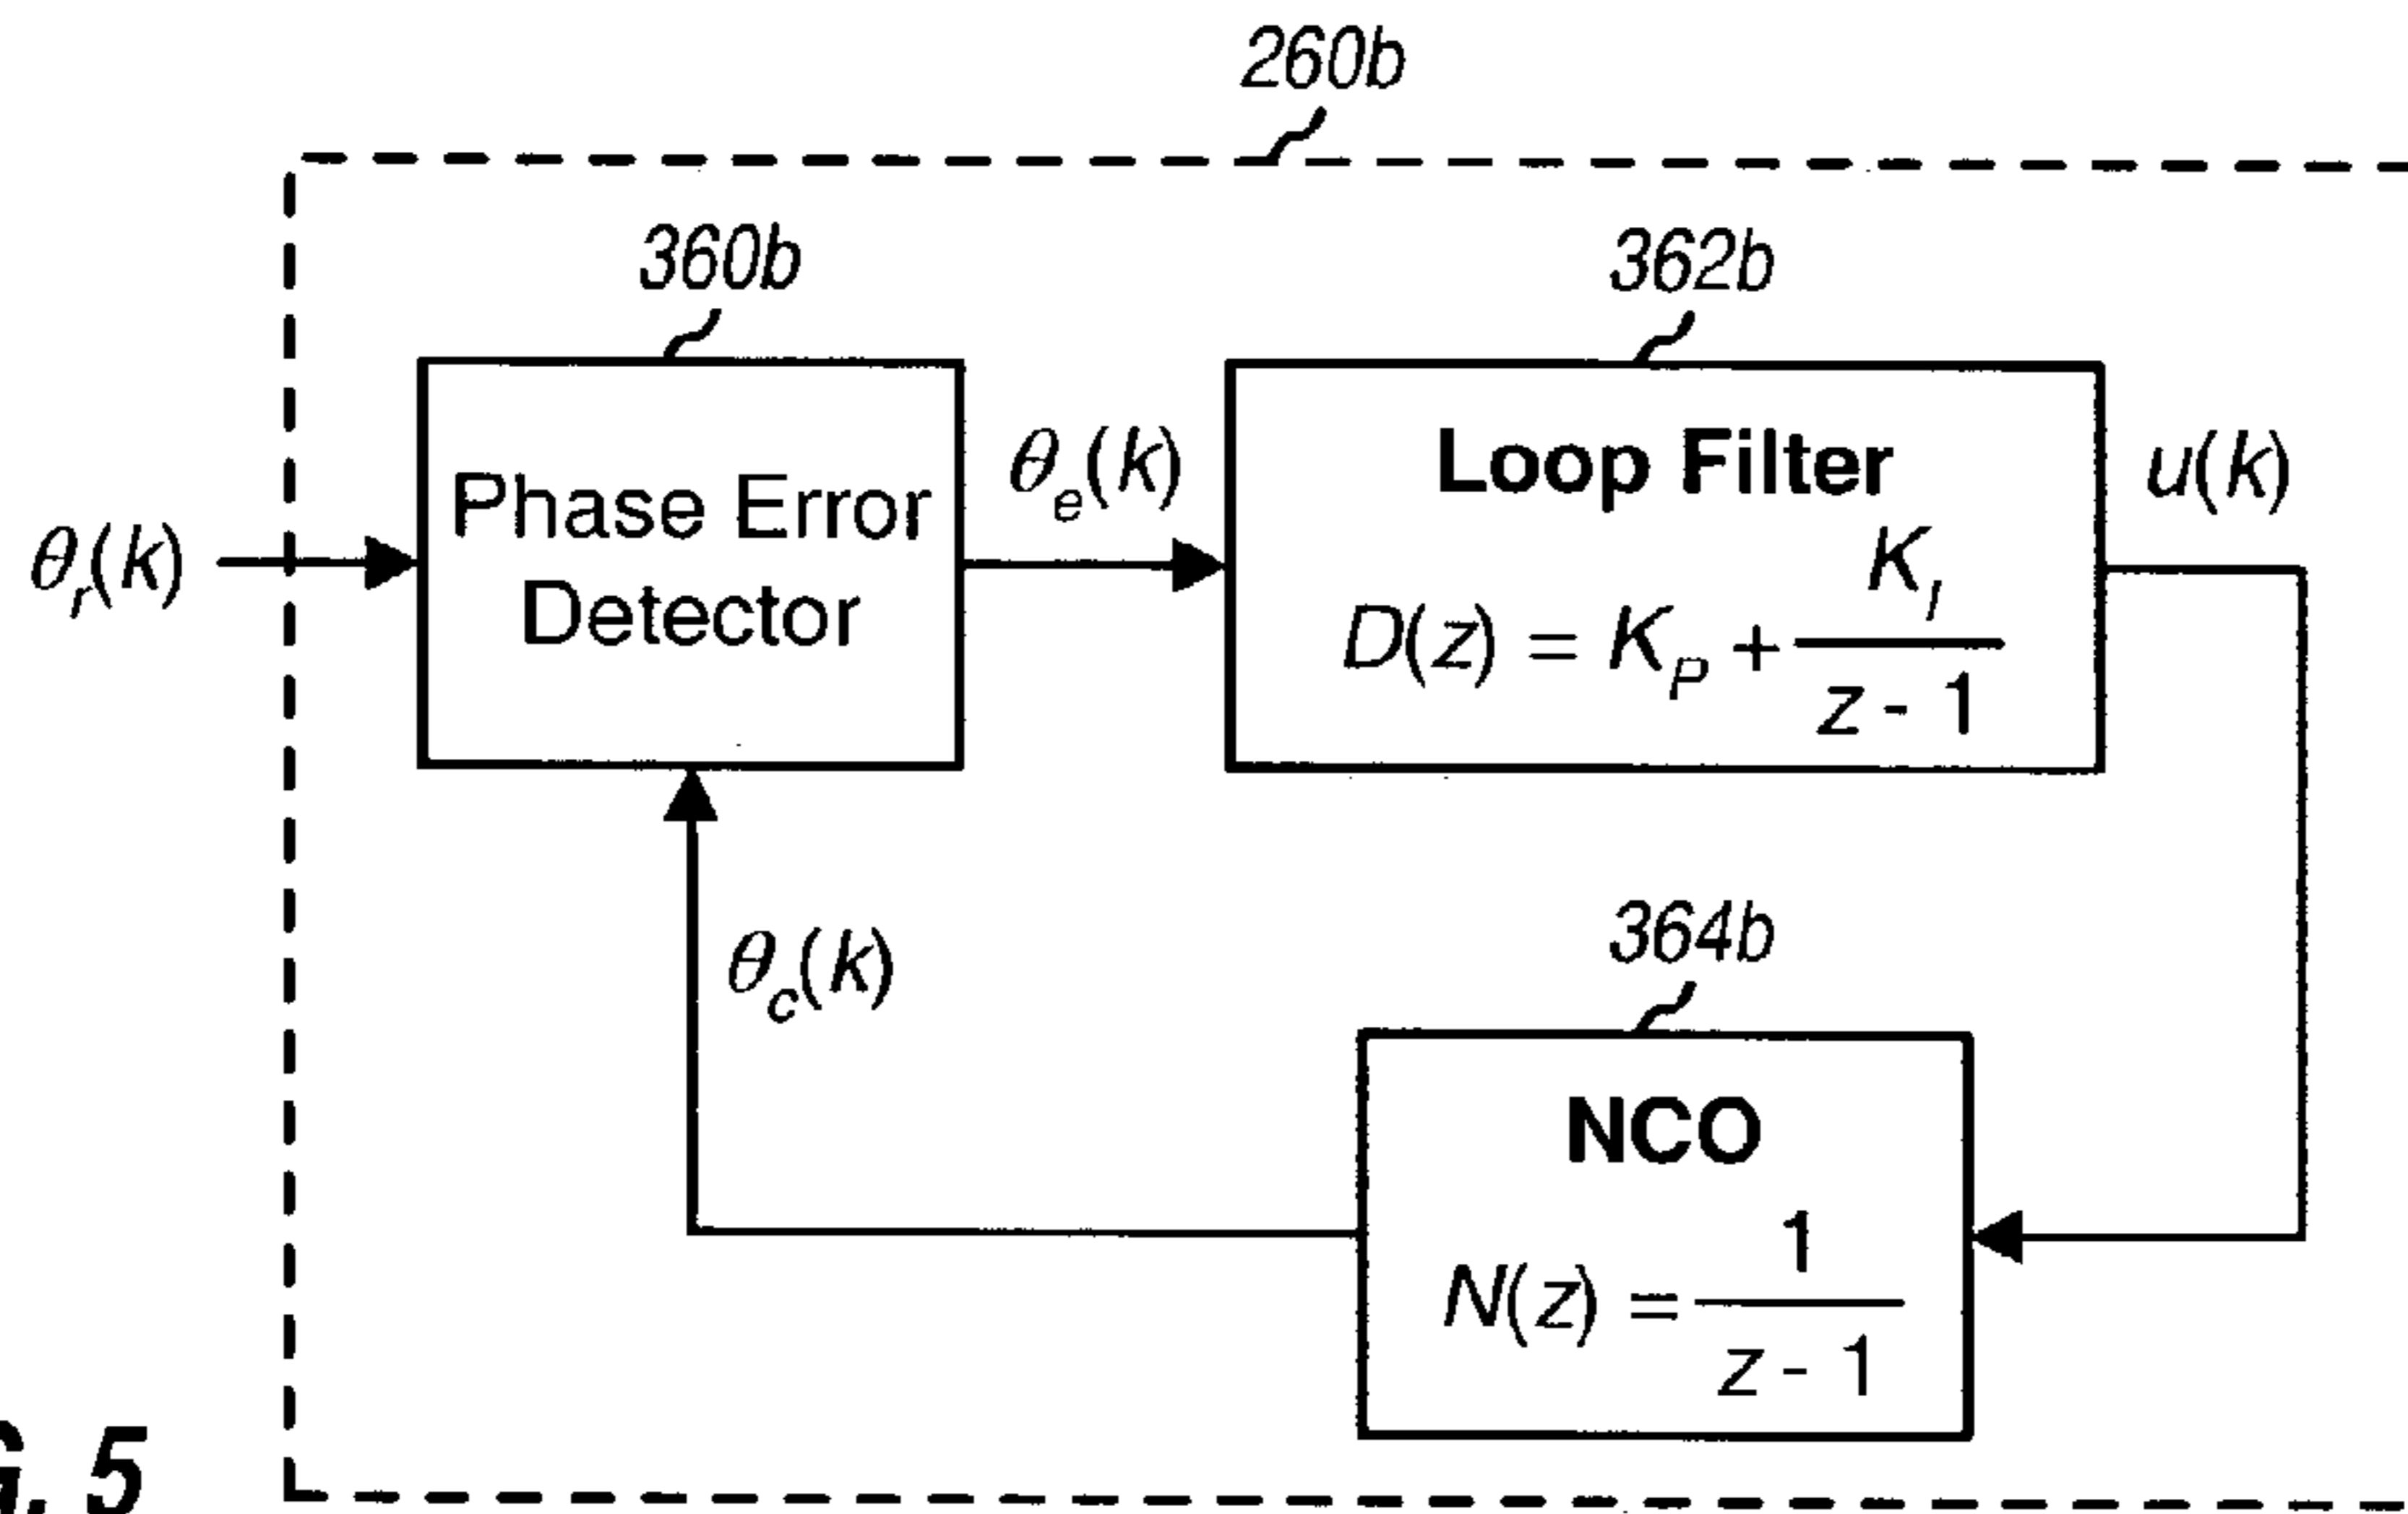 260b
360b
362b
θr(k)
Phase Error
Detector
θe(k)
Loop Filter
D(z) = KP + KI / z - 1
u(k)
θc(k)
364b
NCO
N(z) = 1 / z - 1
G. 5